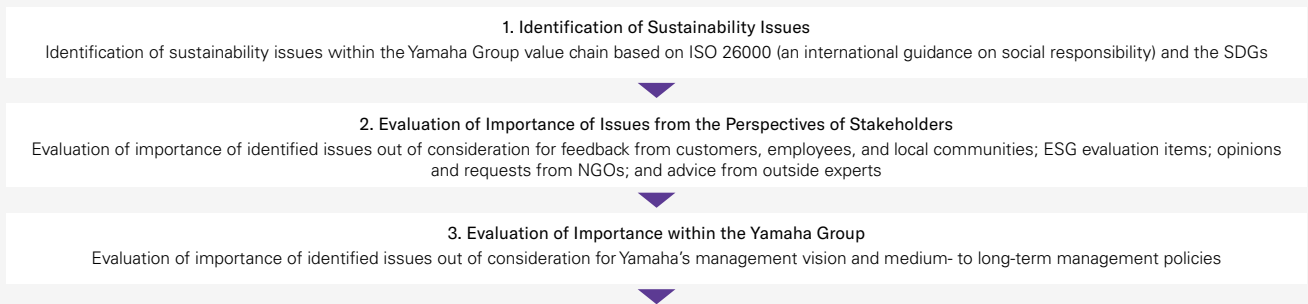 1. Identification of Sustainability Issues
Identification of sustainability issues within the Yamaha Group value chain based on ISO 26000 (an international guidance on social responsibility) and the SDGs
2. Evaluation of Importance of Issues from the Perspectives of Stakeholders
Evaluation of importance of identified issues out of consideration for feedback from customers, employees, and local communities; ESG evaluation items; opinions
and requests from NGOs; and advice from outside experts
3. Evaluation of Importance within the Yamaha Group
Evaluation of importance of identified issues out of consideration for Yamaha's management vision and medium- to long-term management policies